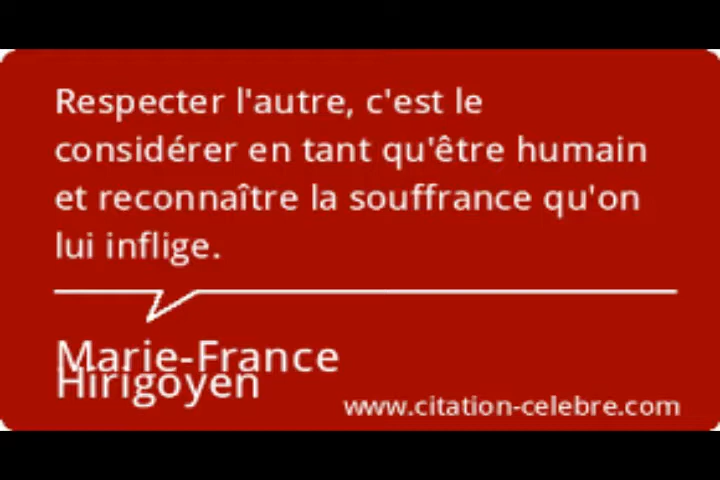 Respecter l'autre, c'est le
considérer en tant qu'être humain
et reconnaître la souffrance qu'on
lui inflige.
Marie-France
Hirigoyen
www.citation-celebre.com